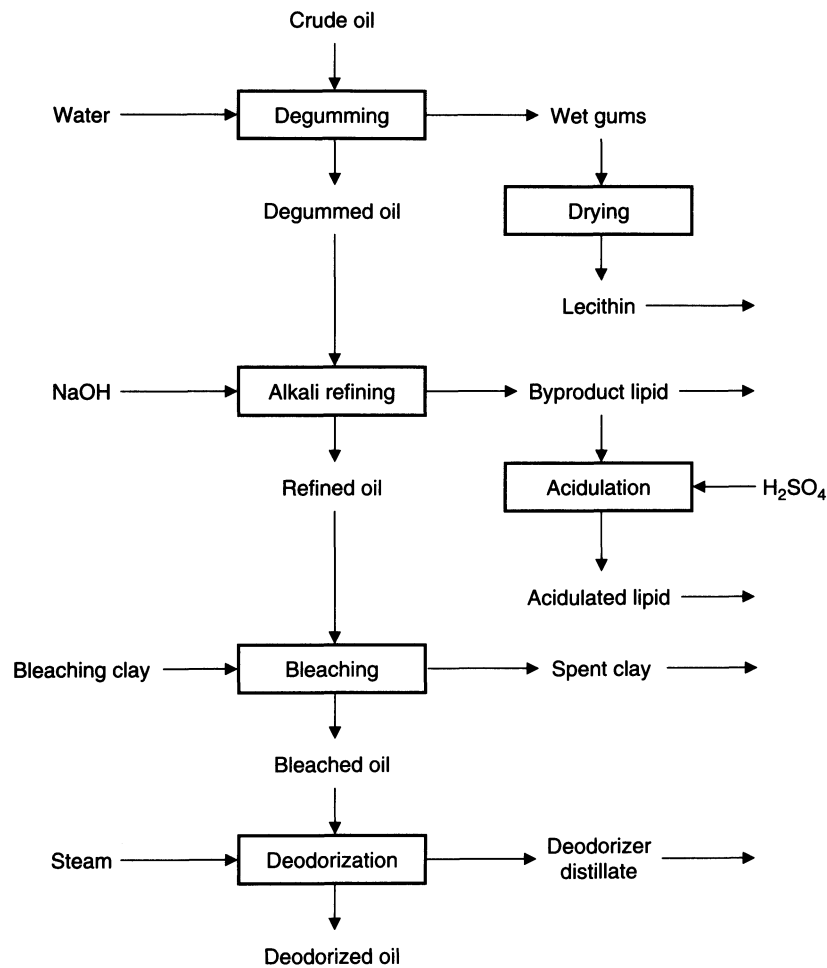 Crude oil
Water
Degumming
Wet gums
Degummed oil
Drying
Lecithin
NaOH
Alkali refining
Byproduct lipid
Refined oil
Acidulation
H₂SO₄
Acidulated lipid
Bleaching clay
Bleaching
Spent clay
Bleached oil
Steam
Deodorization
Deodorizer
distillate
Deodorized oil